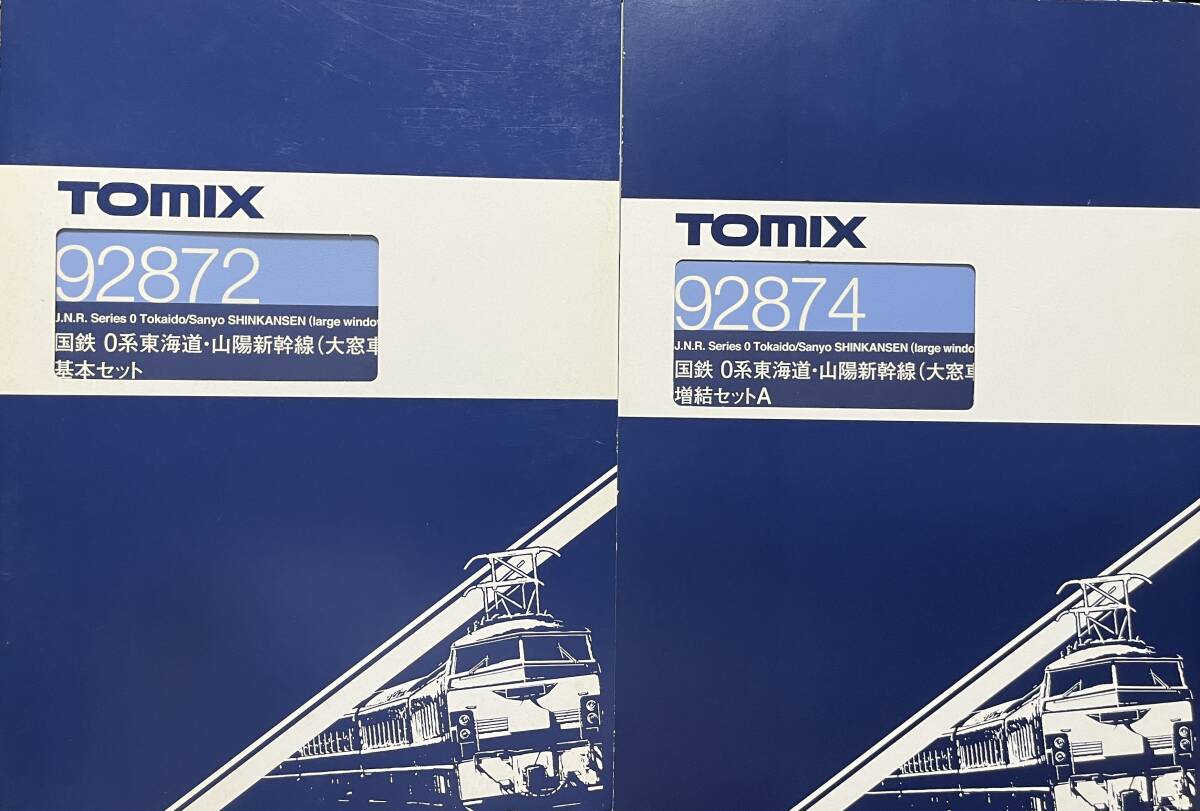 TOMIX
92872
J.N.R. Series 0 Tokaido/Sanyo SHINKANSEN (large
国鉄 0系東海道・山陽新幹線(大窓車
基本セット
TOMIX
92874
J.N.R. Series 0 Tokaido/Sanyo SHINKANSEN (large
国鉄 0系東海道・山陽新幹線(大窓車
増結セットA